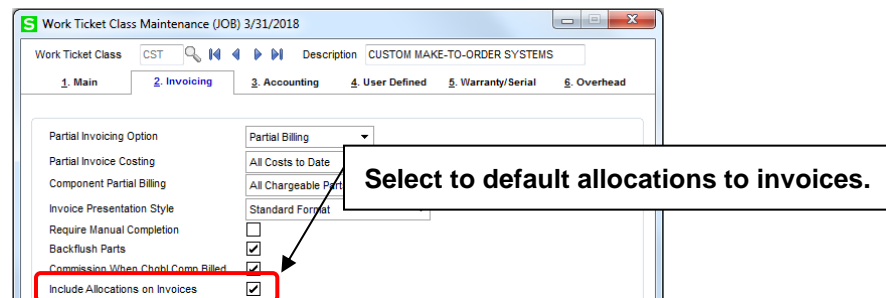 S Work Ticket Class Maintenance (JOB) 3/31/2018
Work Ticket Class CST Description CUSTOM MAKE-TO-ORDER SYSTEMS
1. Main 2. Invoicing 3. Accounting 4. User Defined 5. Warranty/Serial 6. Overhead
Partial Invoicing Option Partial Billing
Partial Invoice Costing All Costs to Date
Component Partial Billing All Chargeable Part
Select to default allocations to invoices.
Invoice Presentation Style Standard Format
Require Manual Completion
Backflush Parts
Commission When Chobl Comp Billed
Include Allocations on Invoices